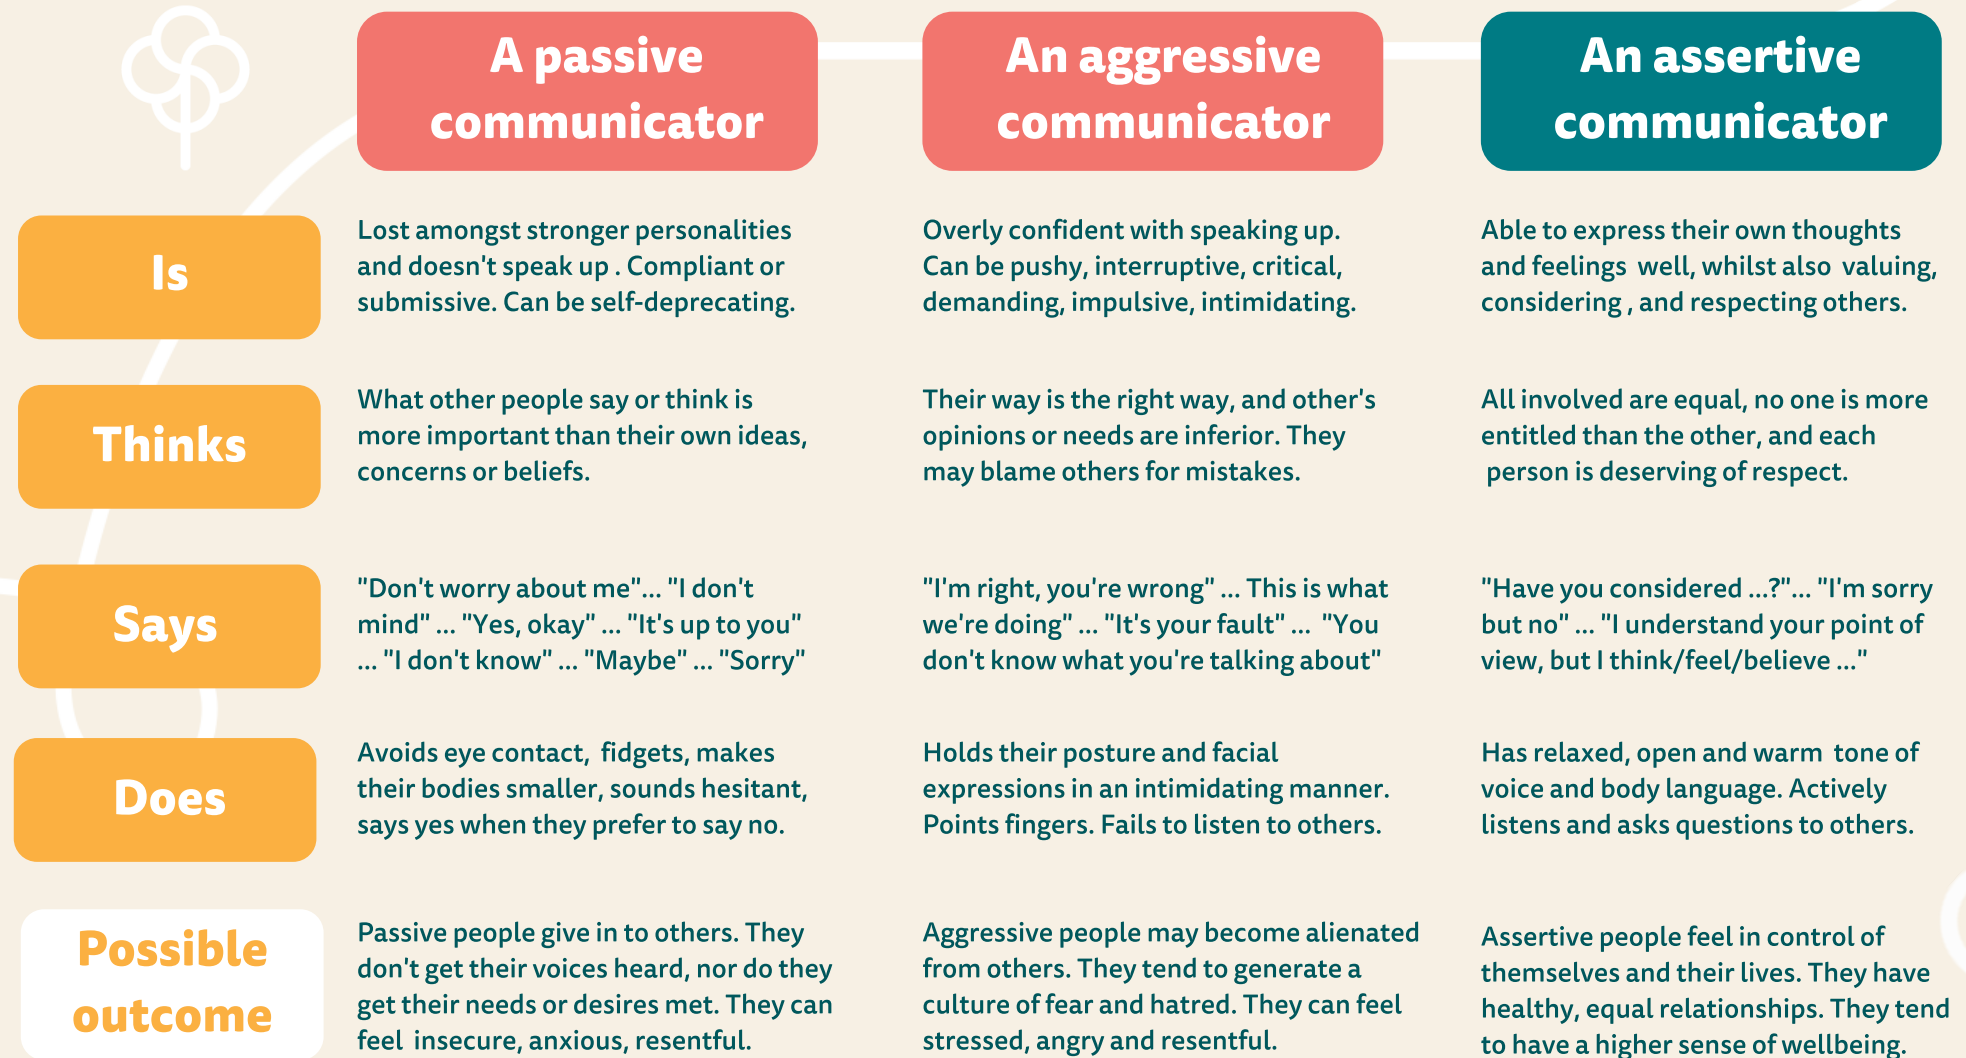 A passive
communicator
An aggressive
communicator
An assertive
communicator
Is
Lost amongst stronger personalities
and doesn't speak up . Compliant or
submissive. Can be self-deprecating.
Overly confident with speaking up.
Can be pushy, interruptive, critical,
demanding, impulsive, intimidating.
Able to express their own thoughts
and feelings  well, whilst also  valuing,
considering , and respecting others.
Thinks
What other people say or think is
more important than their own ideas,
concerns or beliefs.
Their way is the right way, and other's
opinions or needs are inferior. They
may blame others for mistakes.
All involved are equal, no one is more
entitled than the other, and each
person is deserving of respect.
Says
"Don't worry about me"... "I don't
mind" ... "Yes, okay" ... "It's up to you"
... "I don't know" ... "Maybe" ... "Sorry"
"I'm right, you're wrong" ... This is what
we're doing" ... "It's your fault" ...  "You
don't know what you're talking about"
"Have you considered ...?"... "I'm sorry
but no" ... "I understand your point of
view, but I think/feel/believe ..."
Does
Avoids eye contact,  fidgets, makes
their bodies smaller, sounds hesitant,
says yes when they prefer to say no.
Holds their posture and facial
expressions in an intimidating manner.
Points fingers. Fails to listen to others.
Has relaxed, open and warm  tone of
voice and body language. Actively
listens and asks questions to others.
Possible
outcome
Passive people give in to others. They
don't get their voices heard, nor do they
get their needs or desires met. They can
feel  insecure, anxious, resentful.
Aggressive people may become alienated
from others. They tend to generate a
culture of fear and hatred. They can feel
stressed, angry and resentful.
Assertive people feel in control of
themselves and their lives. They have
healthy, equal relationships. They tend
to have a higher sense of wellbeing.